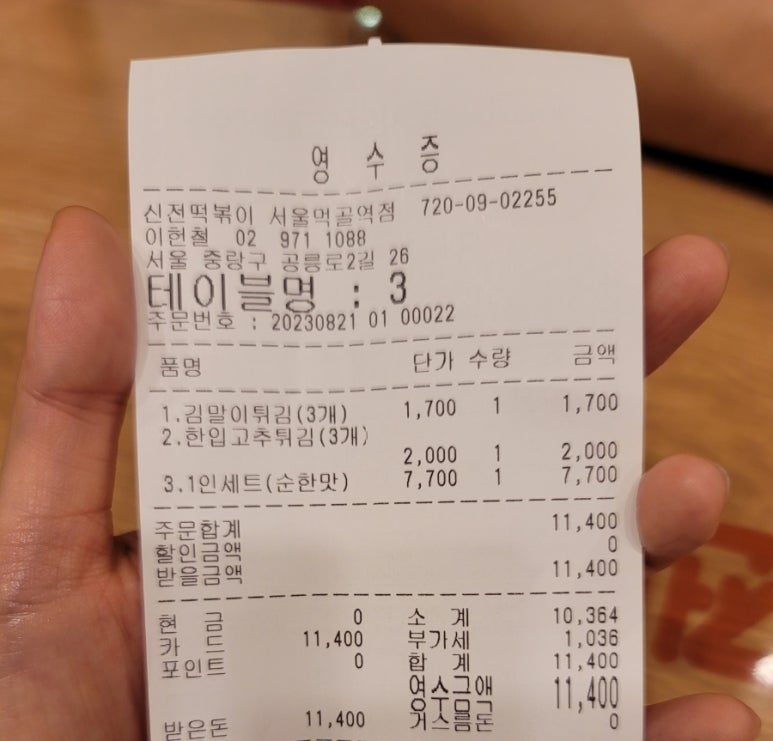 영 수 증
신전떡볶이 서울먹골역점 720-09-02255
이헌철 02 971 1088
서울 중랑구 공릉로2길 26
테이블명 : 3
주문번호 : 20230821 01 00022
품명 단가 수량 금액
1.김말이튀김(3개) 1,700 1 1,700
2.한입고추튀김(3개)
2,000 1 2,000
3.1인세트(순한맛) 7,700 1 7,700
주문합계 11,400
할인금액 0
받을금액 11,400
현 금 0 소 계 10,364
카 드 11,400 부가세 1,036
포인트 0 합 계 11,400
영수금액 11,400
받은돈 11,400 거스름돈 0